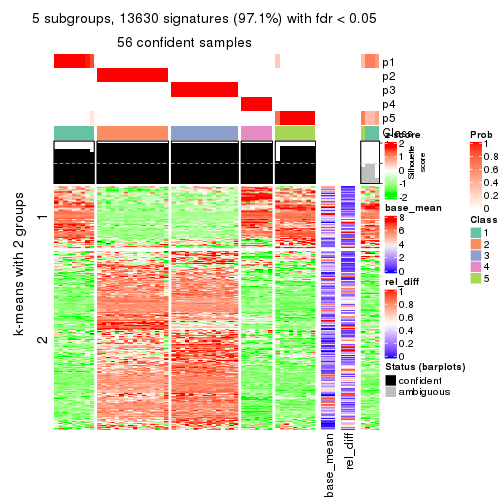 5 subgroups, 13630 signatures (97.1%) with fdr < 0.05
56 confident samples
p1
p2
p3
p4
p5
Class
Silhouette
score
1
2
k-means with 2 groups
base_mean
rel_diff
z-score
2
1
0
-1
-2
base_mean
8
6
4
2
0
rel_diff
1
0.8
0.6
0.4
0.2
0
Status (barplots)
confident
ambiguous
Prob
1
0.8
0.6
0.4
0.2
0
Class
1
2
3
4
5